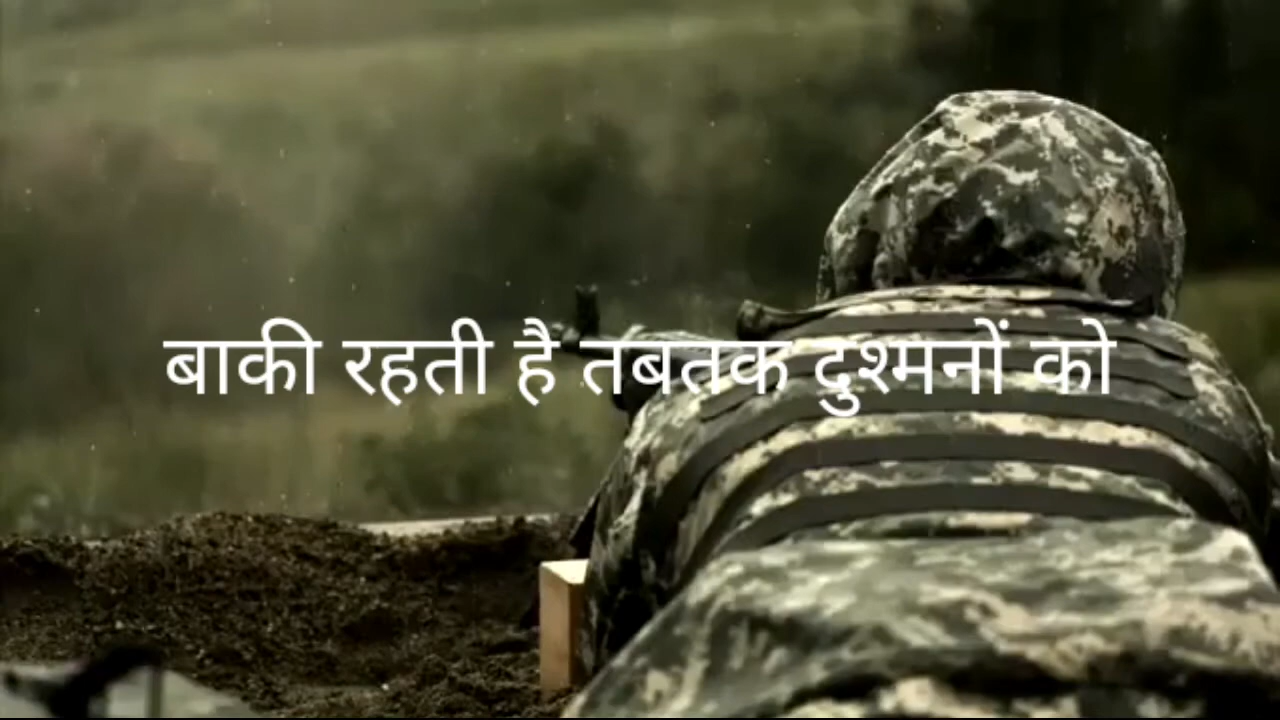 बाकी रहती है तबतक दुश्मनों को